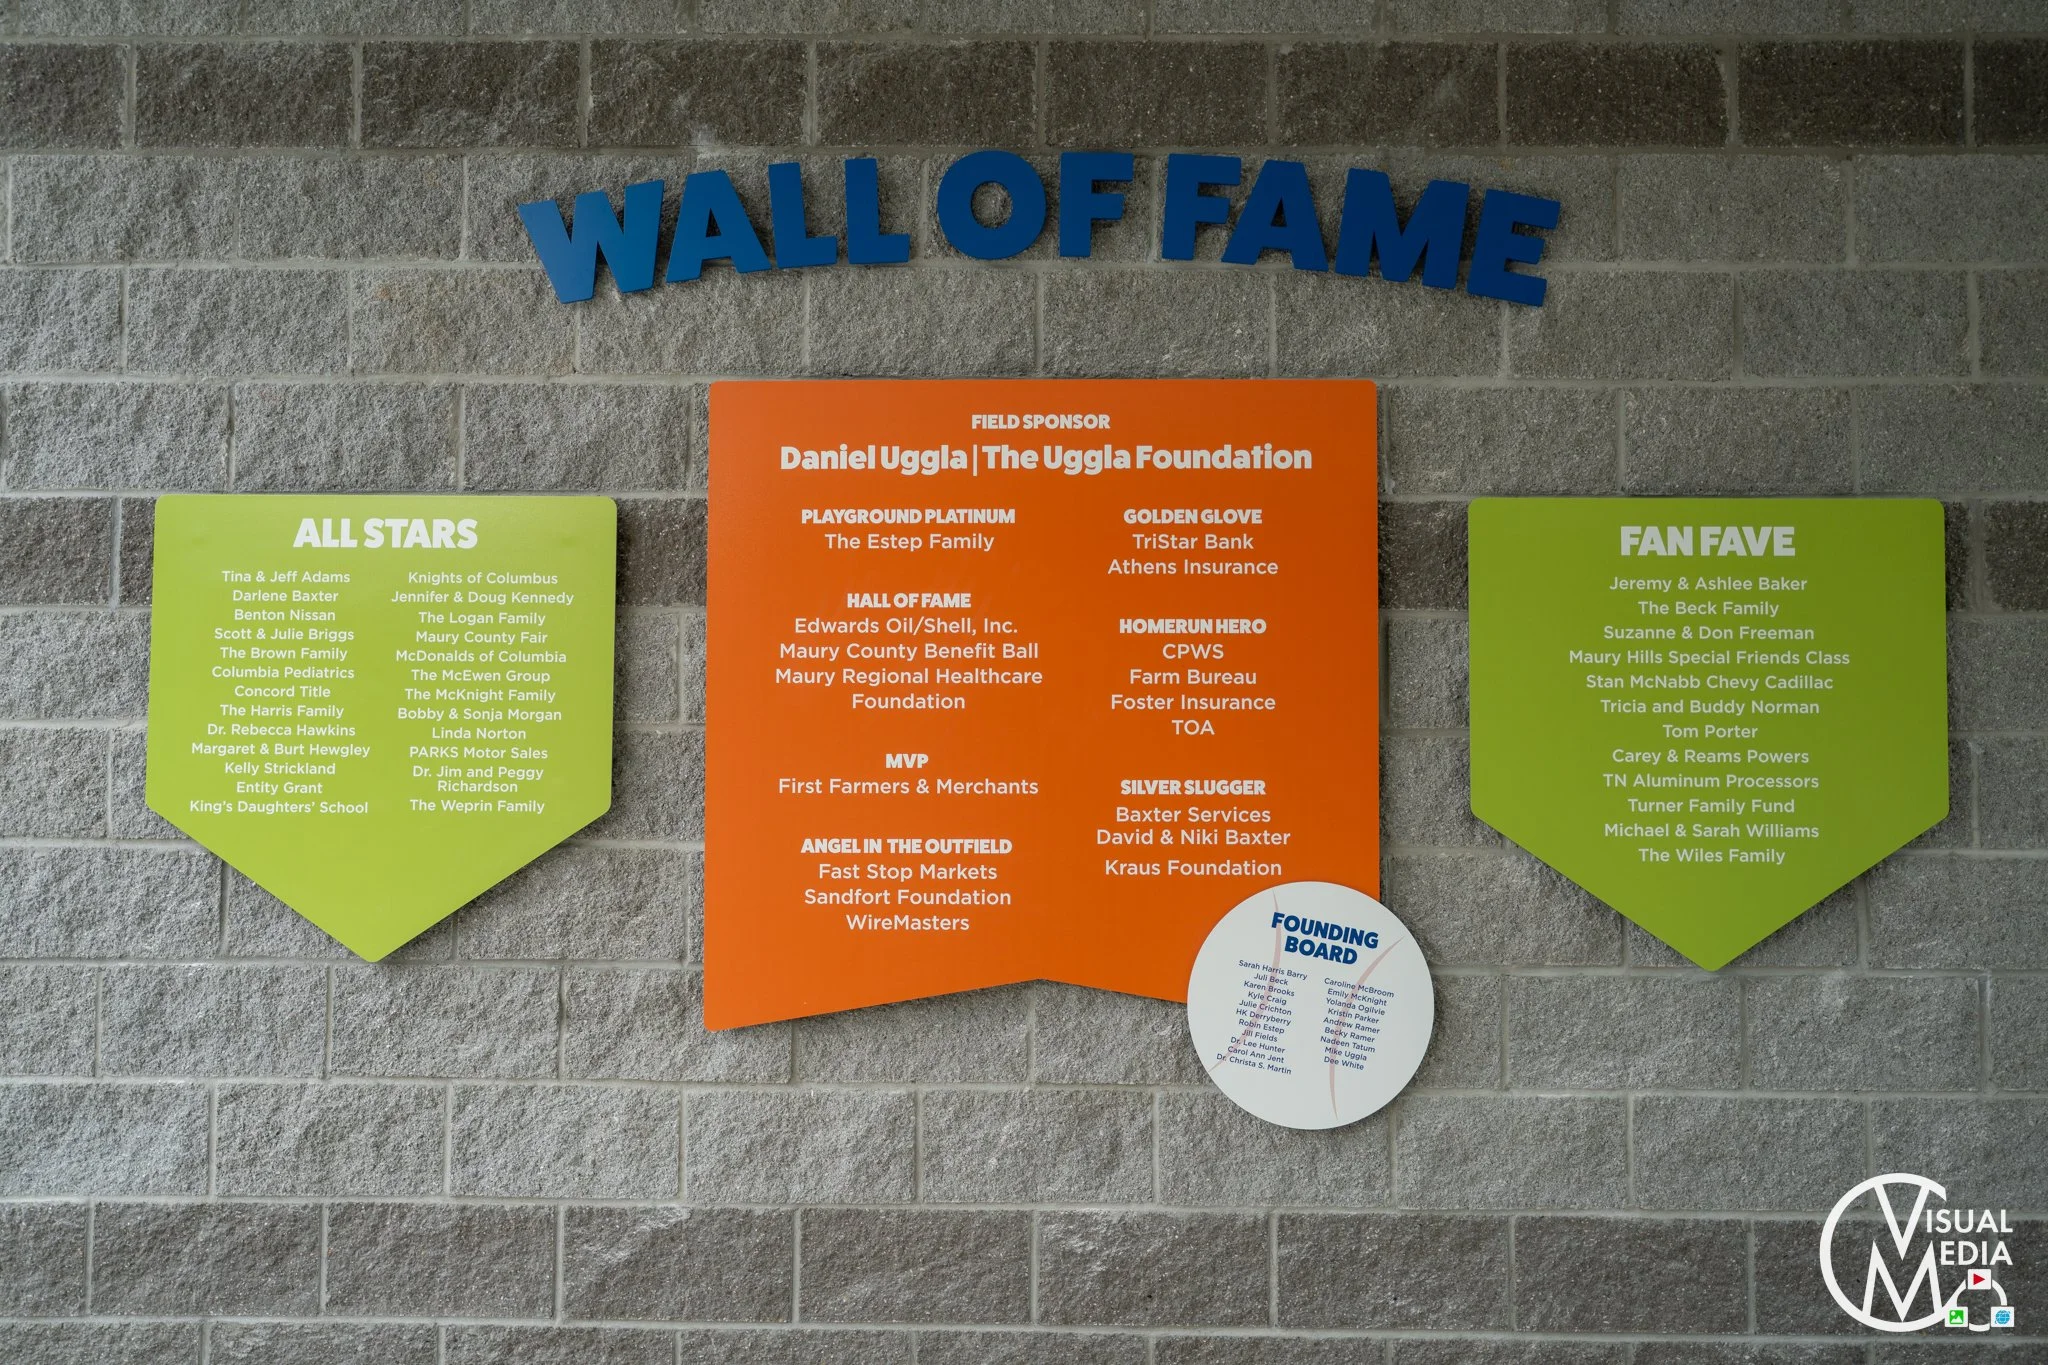 WALL OF FAME
ALL STARS
Tina & Jeff Adams
Darlene Baxter
Benton Nissan
Scott & Julie Briggs
The Brown Family
Columbia Pediatrics
Concord Title
The Harris Family
Dr. Rebecca Hawkins
Margaret & Burt Hewgley
Kelly Strickland
Entity Grant
King's Daughters' School
Knights of Columbus
Jennifer & Doug Kennedy
The Logan Family
Maury County Fair
McDonalds of Columbia
The McEwen Group
The McKnight Family
Bobby & Sonja Morgan
Linda Norton
PARKS Motor Sales
Dr. Jim and Peggy
Richardson
The Weprin Family
FIELD SPONSOR
Daniel Uggla | The Uggla Foundation
PLAYGROUND PLATINUM
The Estep Family
HALL OF FAME
Edwards Oil/Shell, Inc.
Maury County Benefit Ball
Maury Regional Healthcare
Foundation
MVP
First Farmers & Merchants
ANGEL IN THE OUTFIELD
Fast Stop Markets
Sandfort Foundation
WireMasters
GOLDEN GLOVE
TriStar Bank
Athens Insurance
HOMERUN HERO
CPWS
Farm Bureau
Foster Insurance
TOA
SILVER SLUGGER
Baxter Services
David & Niki Baxter
Kraus Foundation
FOUNDING
BOARD
Sarah Harris Barry
Juli Beck
Karen Brooks
Kyle Craig
Julie Crichton
HK Derryberry
Robin Estep
Jill Fields
Dr. Lee Hunter
Carol Ann Jent
Dr. Christa S. Martin
Caroline McBroom
Emily McKnight
Yolanda Ogilvie
Kristin Parker
Andrew Ramer
Becky Ramer
Nadeen Tatum
Mike Uggla
Dee White
FAN FAVE
Jeremy & Ashlee Baker
The Beck Family
Suzanne & Don Freeman
Maury Hills Special Friends Class
Stan McNabb Chevy Cadillac
Tricia and Buddy Norman
Tom Porter
Carey & Reams Powers
TN Aluminum Processors
Turner Family Fund
Michael & Sarah Williams
The Wiles Family
VISUAL
MEDIA